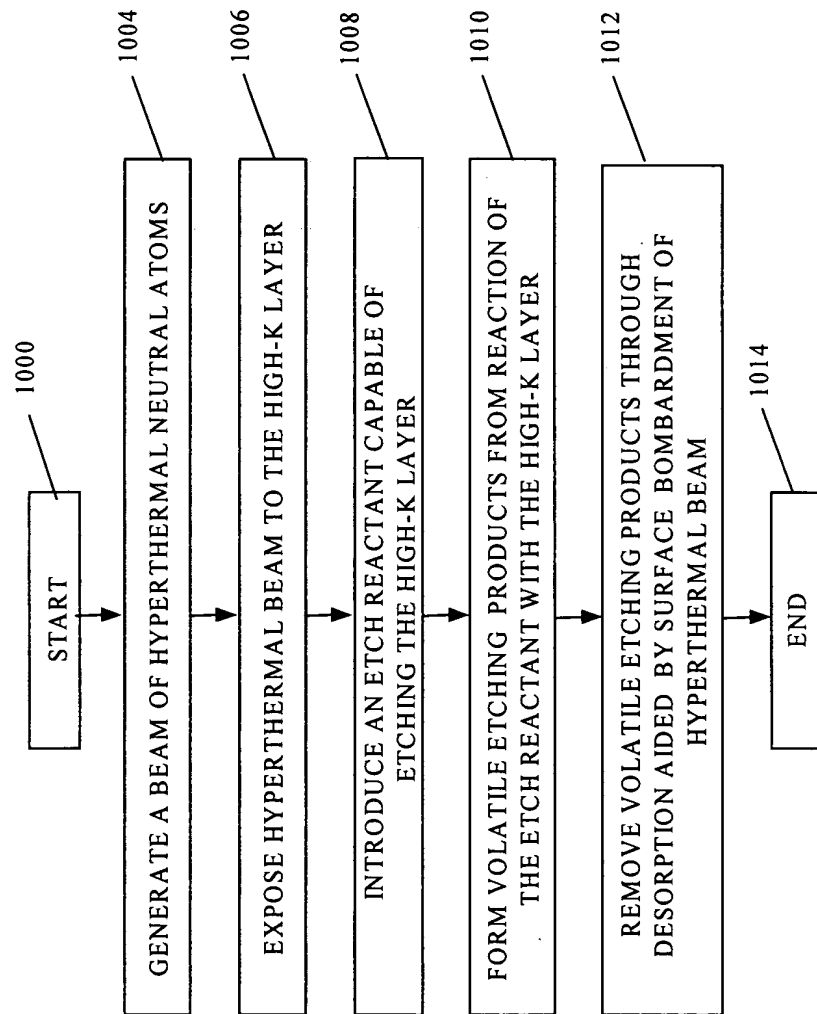 1000
START
1004
GENERATE A BEAM OF HYPERTHERMAL NEUTRAL ATOMS
1006
EXPOSE HYPERTHERMAL BEAM TO THE HIGH-K LAYER
1008
INTRODUCE AN ETCH REACTANT CAPABLE OF
ETCHING THE HIGH-K LAYER
1010
FORM VOLATILE ETCHING PRODUCTS FROM REACTION OF
THE ETCH REACTANT WITH THE HIGH-K LAYER
1012
REMOVE VOLATILE ETCHING PRODUCTS THROUGH
DESORPTION AIDED BY SURFACE BOMBARDMENT OF
HYPERTHERMAL BEAM
1014
END